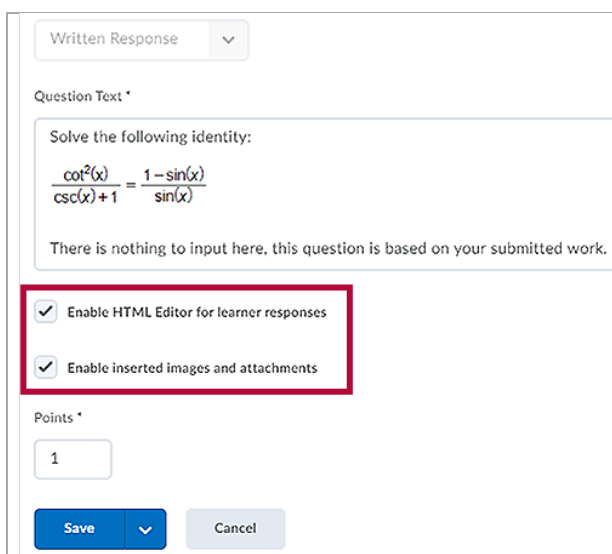 Written Response
Question Text *
Solve the following identity:
cot²(x)
csc(x)+1
=
1−sin(x)
sin(x)
There is nothing to input here, this question is based on your submitted work.
Enable HTML Editor for learner responses
Enable inserted images and attachments
Points *
1
Save
Cancel